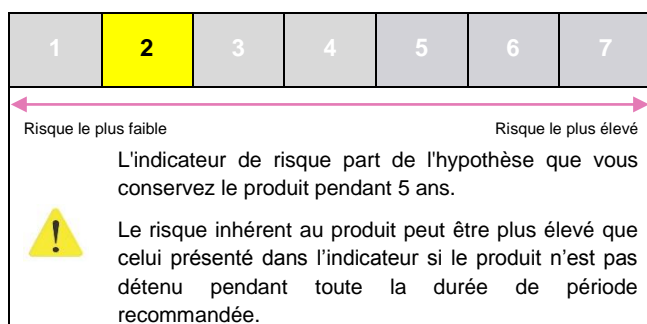 1 2 3 4 5 6 7
Risque le plus faible Risque le plus élevé
L'indicateur de risque part de l'hypothèse que vous
conservez le produit pendant 5 ans.
Le risque inhérent au produit peut être plus élevé que
celui présenté dans l’indicateur si le produit n’est pas
détenu pendant toute la durée de période
recommandée.